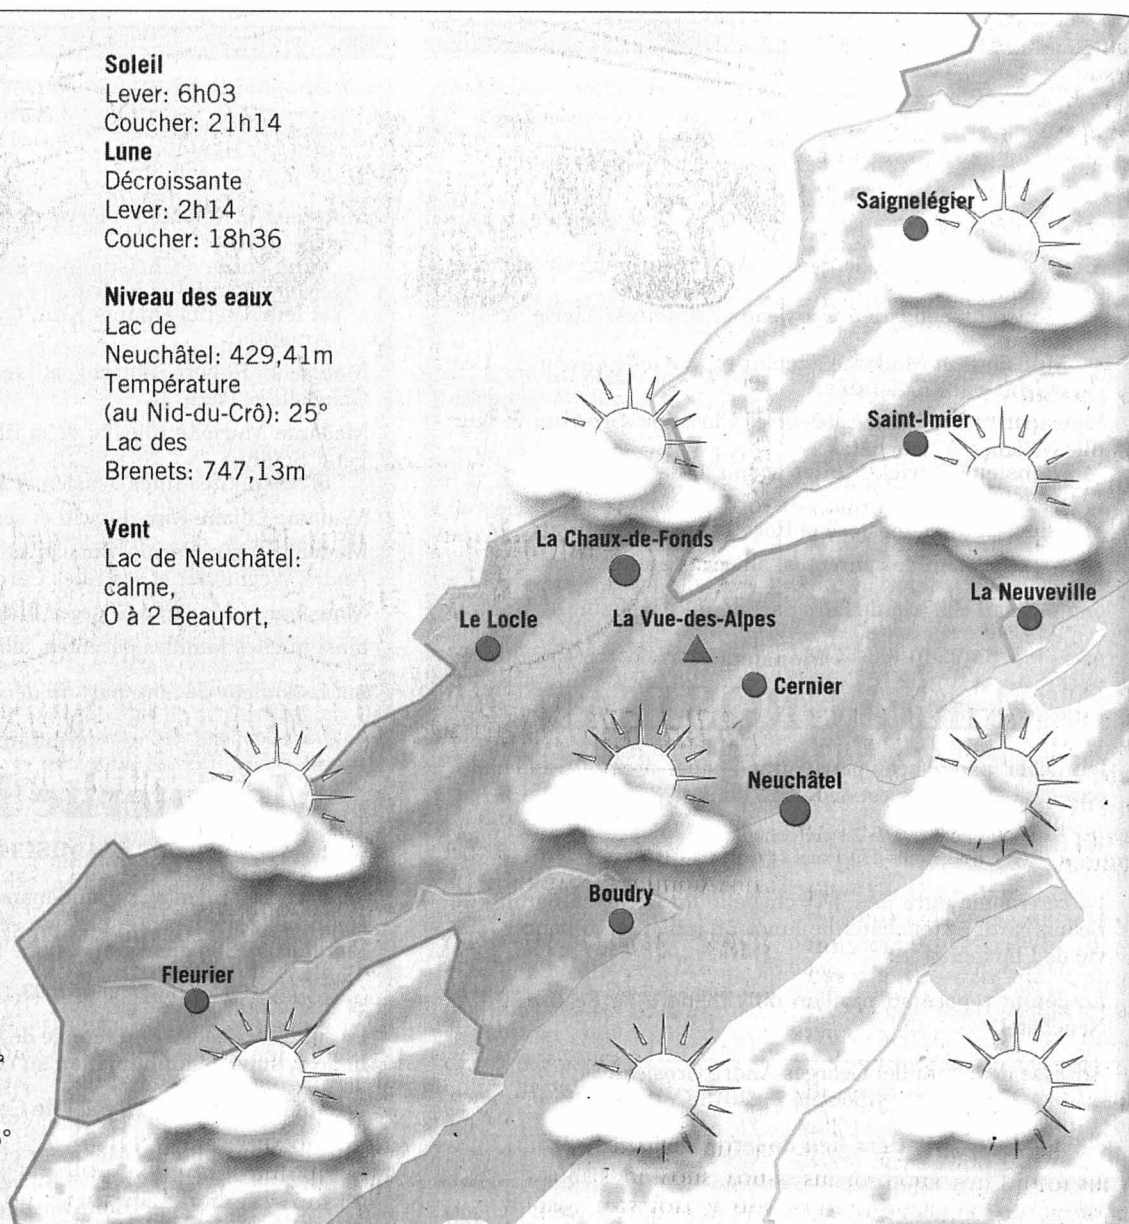 Soleil
Lever: 6h03
Coucher: 21h14
Lune
Décroissante
Lever: 2h14
Coucher: 18h36
Niveau des eaux
Lac de
Neuchâtel: 429,41m
Température
(au Nid-du-Crô): 25°
Lac des
Brenets: 747,13m
Vent
Lac de Neuchâtel:
calme,
0 à 2 Beaufort,
Saignelégier
Saint-Imier
La Chaux-de-Fonds
La Neuveville
Le Locle
La Vue-des-Alpes
Cernier
Neuchâtel
Boudry
Fleurier